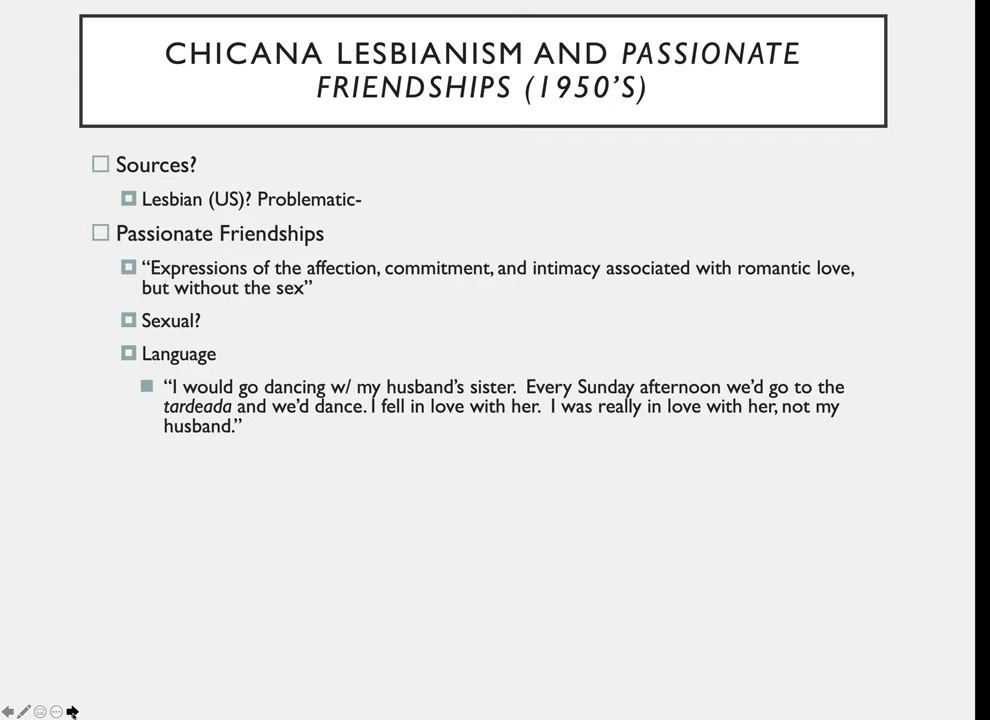 CHICANA LESBIANISM AND PASSIONATE
FRIENDSHIPS (1950’S)
Sources?
Lesbian (US)? Problematic-
Passionate Friendships
“Expressions of the affection, commitment, and intimacy associated with romantic love,
but without the sex”
Sexual?
Language
“I would go dancing w/ my husband’s sister.  Every Sunday afternoon we’d go to the
tardeada and we’d dance. I fell in love with her.  I was really in love with her, not my
husband.”